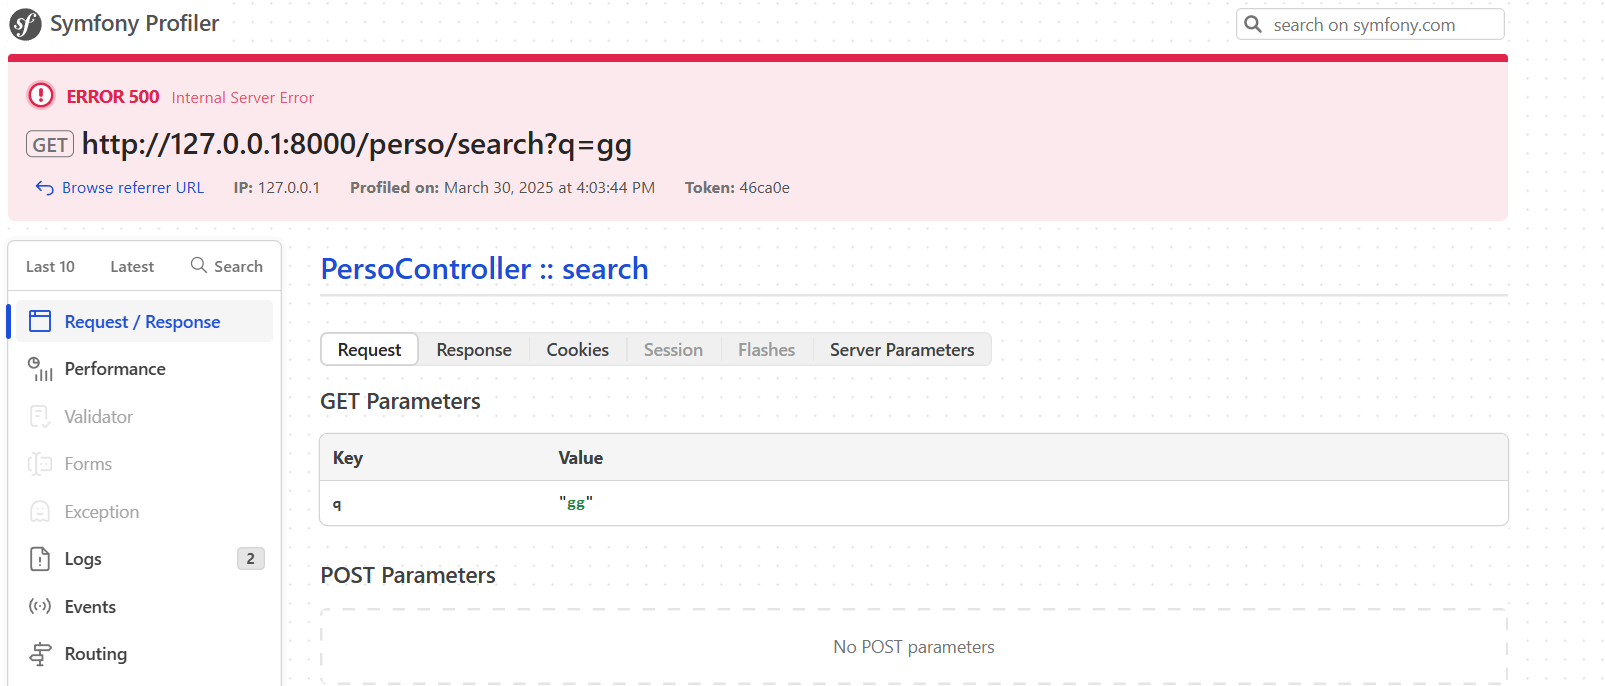 sf Symfony Profiler
search on symfony.com
ERROR 500 Internal Server Error
GET http://127.0.0.1:8000/perso/search?q=gg
Browse referrer URL IP: 127.0.0.1 Profiled on: March 30, 2025 at 4:03:44 PM Token: 46ca0e
Last 10 Latest Search
Request / Response
Performance
Validator
Forms
Exception
Logs 2
Events
Routing
PersoController :: search
Request Response Cookies Session Flashes Server Parameters
GET Parameters
Key Value
q "gg"
POST Parameters
No POST parameters